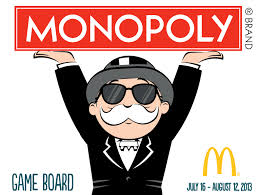 MONOPOLY
® BRAND
GAME BOARD
JULY 16 - AUGUST 12, 2013